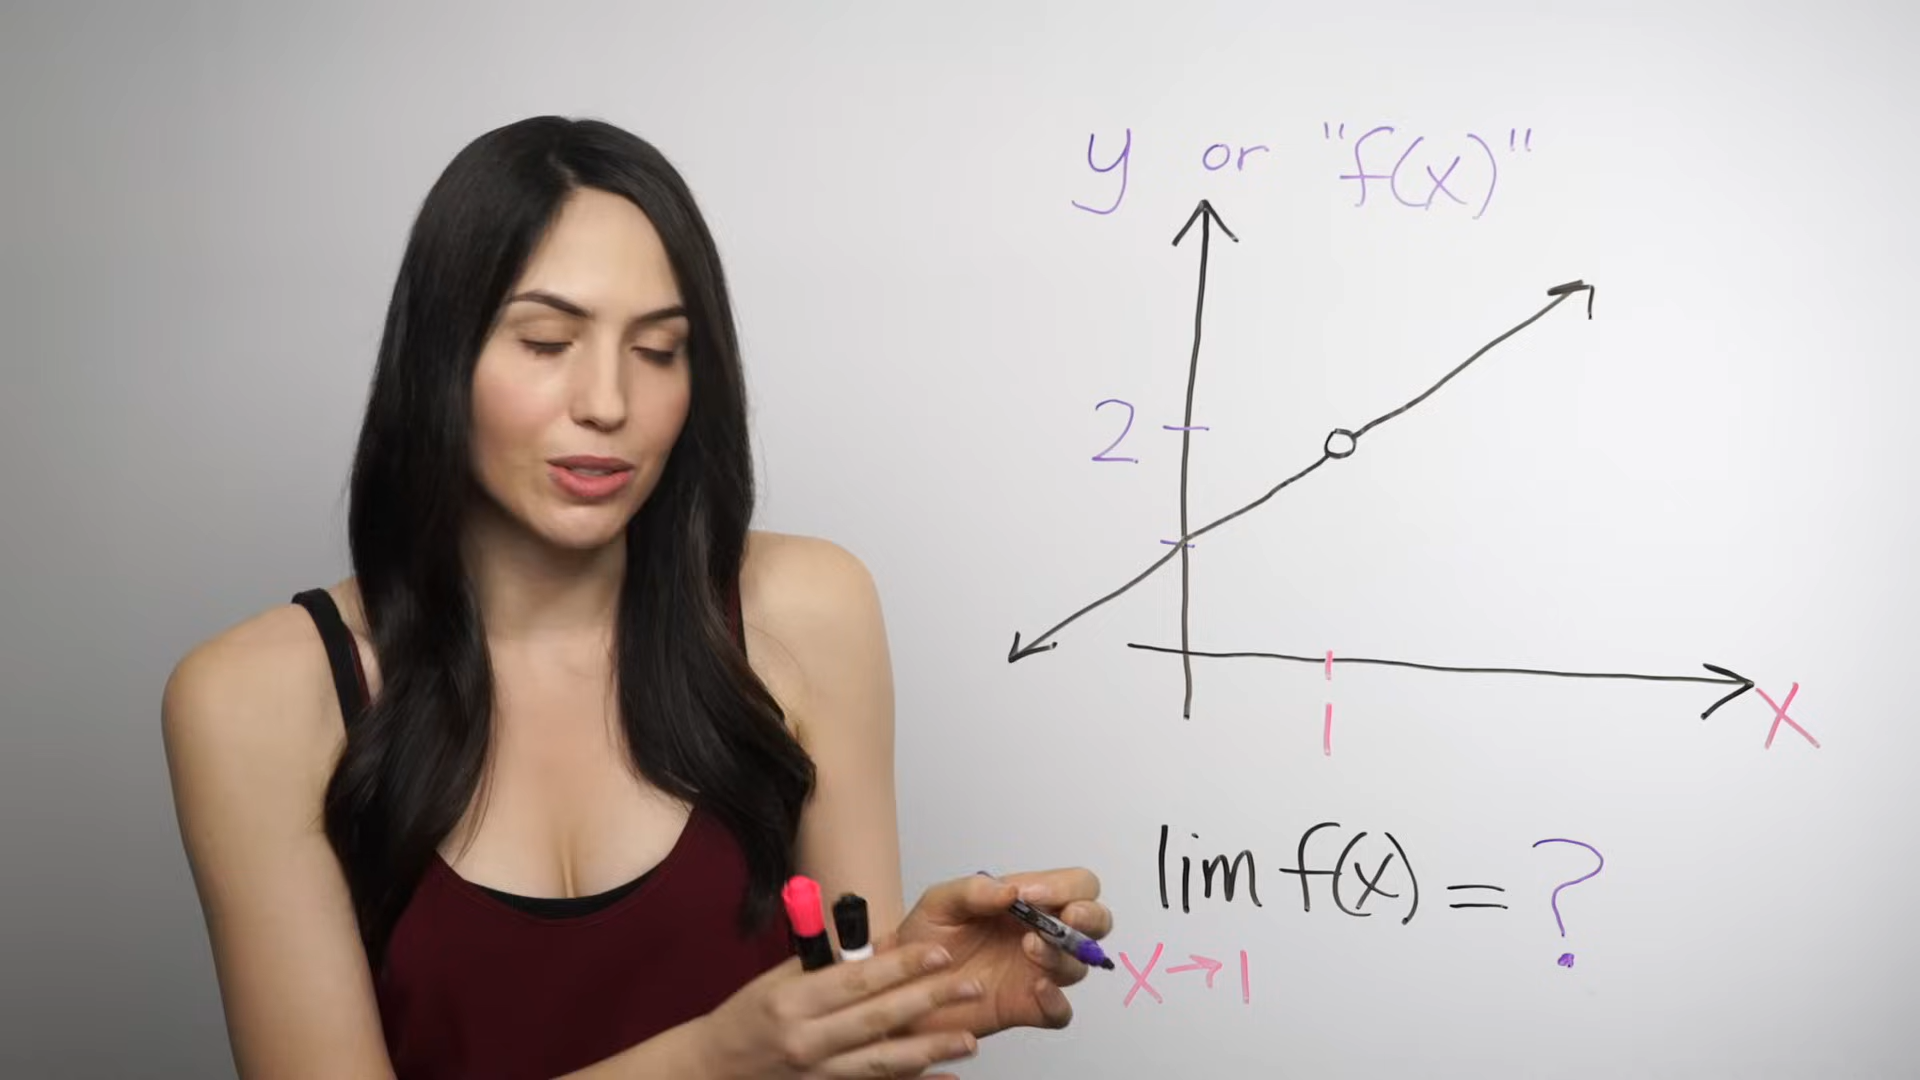 y or "f(x)"
2
1
x
lim f(x) = ?
x→1